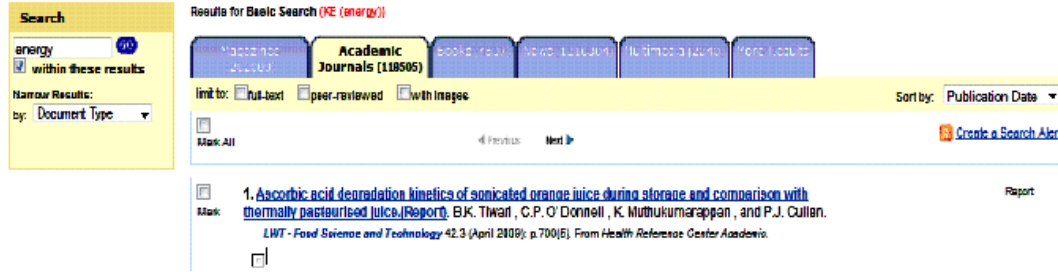 Search
energy GO
within these results
Narrow Results:
by: Document Type
Results for Basic Search (KE (energy))
Academic
Journals (118505)
limit to: full-text peer-reviewed with images
Sort by: Publication Date
Mark All
Previous Next
Create a Search Aler
Mark
1. Ascorbic acid degradation kinetics of sonicated orange juice during storage and comparison with
thermally pasteurised juice.(Report). B.K. Tiwari , C.P. O' Donnell , K. Muthukumarappan , and P.J. Cullen.
LWT - Food Science and Technology 42.3 (April 2009): p.700(5). From Health Reference Center Academic.
Report